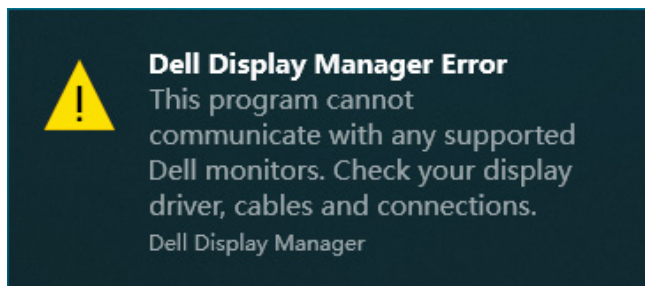 Dell Display Manager Error
This program cannot
communicate with any supported
Dell monitors. Check your display
driver, cables and connections.
Dell Display Manager